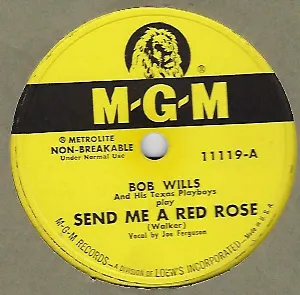 M-G-M
® METROLITE
NON-BREAKABLE
Under Normal Use
11119-A
BOB WILLS
And His Texas Playboys
play
SEND ME A RED ROSE
(Walker)
Vocal by Joe Ferguson
M-G-M RECORDS—A DIVISION OF LOEW'S INCORPORATED—Made in U.S.A.